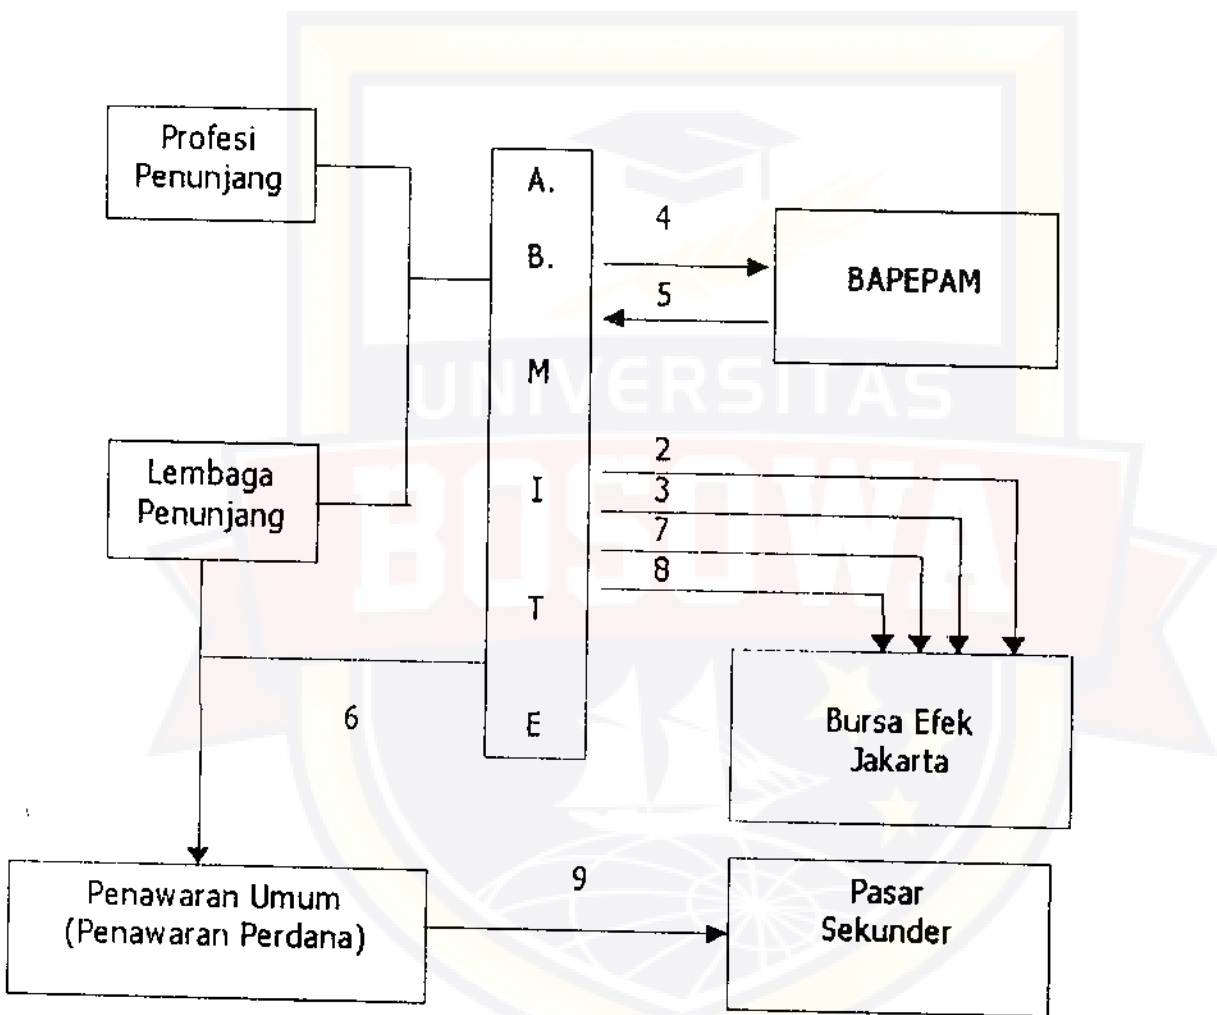 Profesi
Penunjang
A.
B.
M
I
T
E
4
5
BAPEPAM
UNIVERSITAS
BOSOWA
Lembaga
Penunjang
2
3
7
8
6
Bursa Efek
Jakarta
Penawaran Umum
(Penawaran Perdana)
9
Pasar
Sekunder